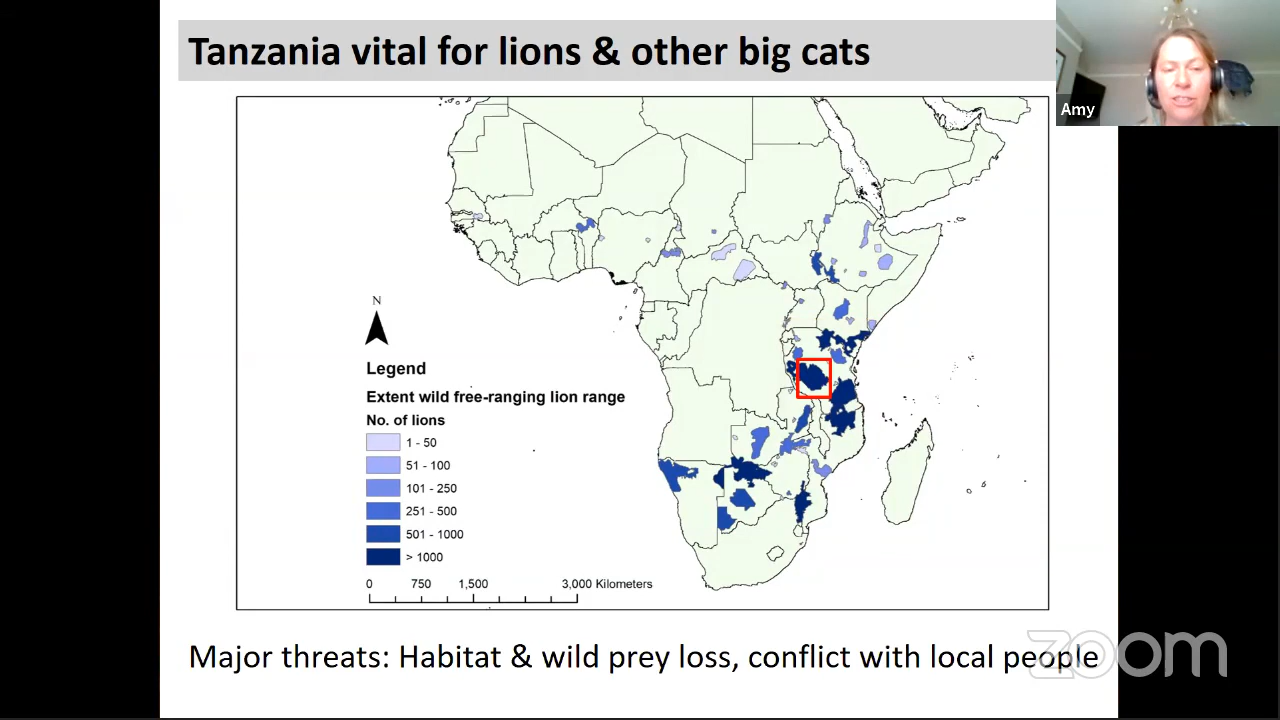 Tanzania vital for lions & other big cats
Amy
N
Legend
Extent wild free-ranging lion range
No. of lions
1 - 50
51 - 100
101 - 250
251 - 500
501 - 1000
> 1000
0 750 1,500 3,000 Kilometers
Major threats: Habitat & wild prey loss, conflict with local people
zoom